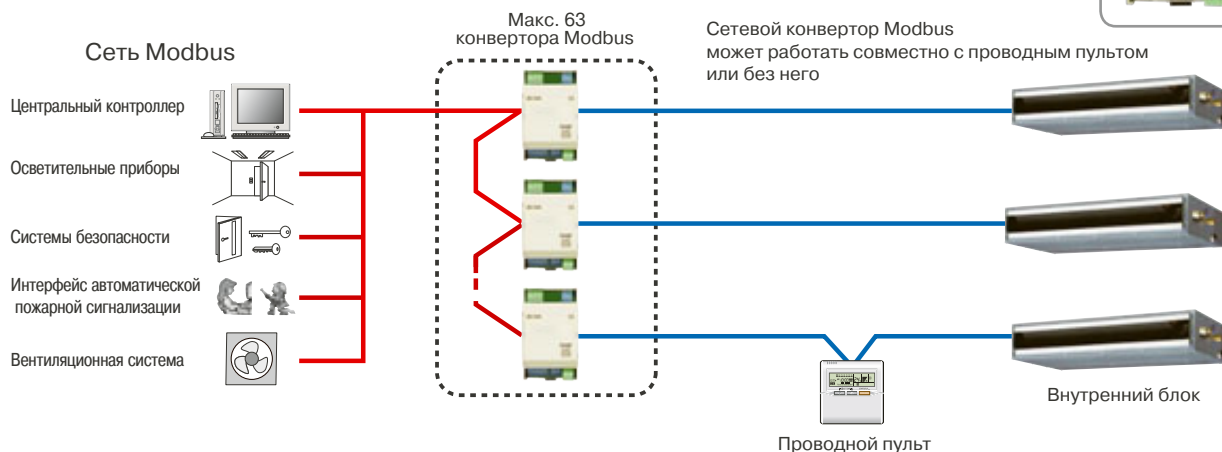 Сеть Modbus
Макс. 63
конвертора Modbus
Сетевой конвертор Modbus
может работать совместно с проводным пультом
или без него
Центральный контроллер
Осветительные приборы
Системы безопасности
Интерфейс автоматической
пожарной сигнализации
Вентиляционная система
Внутренний блок
Проводной пульт